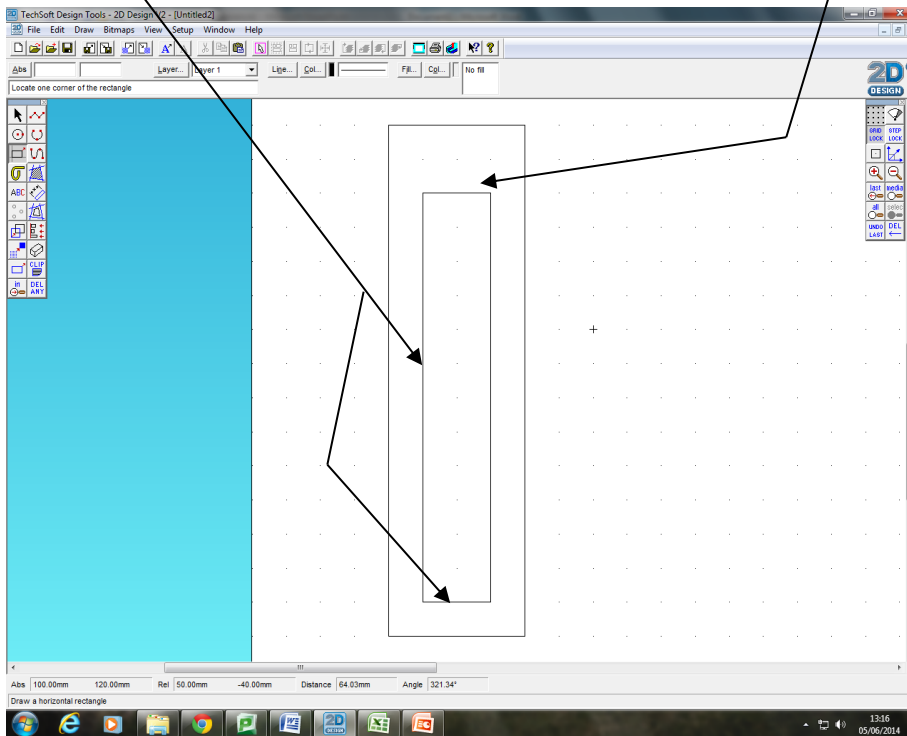 TechSoft Design Tools - 2D Design V2 - [Untitled2]
File Edit Draw Bitmaps View Setup Window Help
Abs Layer... Layer 1 Line... Col... Fill... Col... No fill
2D
DESIGN
Locate one corner of the rectangle
GRID LOCK STEP LOCK
ABC
last media
all selec
UNDO LAST DEL
CLIP
in DEL ANY
Abs 100.00mm 120.00mm Rel 50.00mm -40.00mm Distance 64.03mm Angle 321.34°
Draw a horizontal rectangle
13:16
05/06/2014